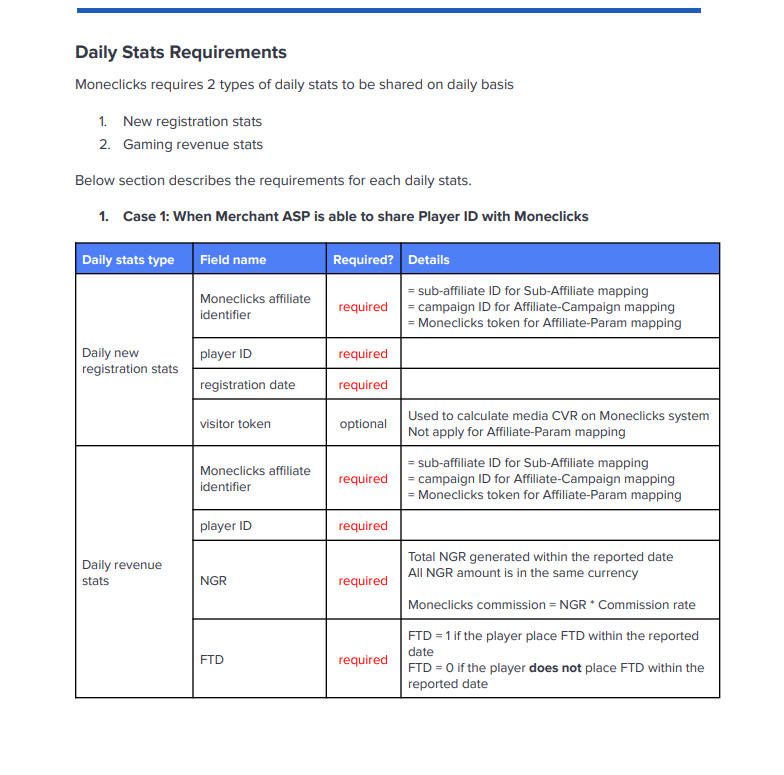 Daily Stats Requirements
Moneclicks requires 2 types of daily stats to be shared on daily basis
1. New registration stats
2. Gaming revenue stats
Below section describes the requirements for each daily stats.
1. Case 1: When Merchant ASP is able to share Player ID with Moneclicks
Daily stats type Field name Required? Details
Daily new
registration stats
Moneclicks affiliate
identifier
required
= sub-affiliate ID for Sub-Affiliate mapping
= campaign ID for Affiliate-Campaign mapping
= Moneclicks token for Affiliate-Param mapping
player ID required
registration date required
visitor token optional
Used to calculate media CVR on Moneclicks system
Not apply for Affiliate-Param mapping
Daily revenue
stats
Moneclicks affiliate
identifier
required
= sub-affiliate ID for Sub-Affiliate mapping
= campaign ID for Affiliate-Campaign mapping
= Moneclicks token for Affiliate-Param mapping
player ID required
NGR required
Total NGR generated within the reported date
All NGR amount is in the same currency
Moneclicks commission = NGR * Commission rate
FTD required
FTD = 1 if the player place FTD within the reported
date
FTD = 0 if the player does not place FTD within the
reported date